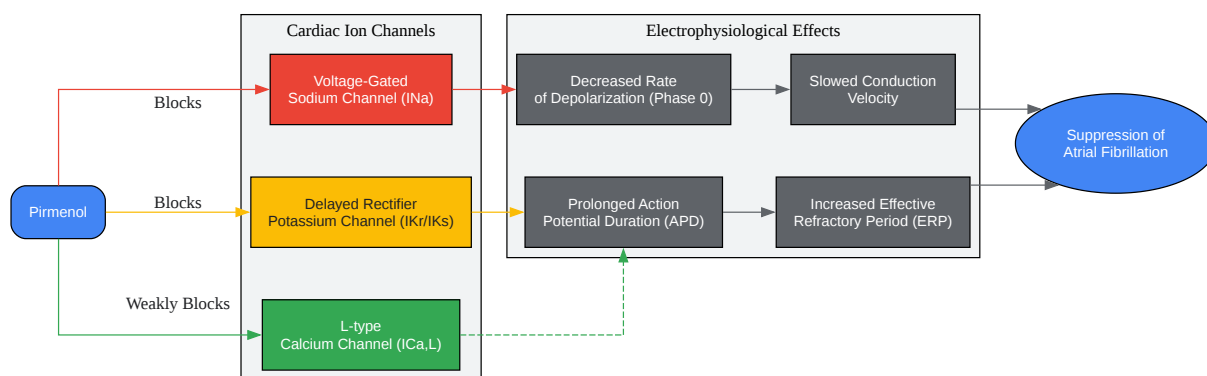 Cardiac Ion Channels
Electrophysiological Effects
Voltage-Gated
Sodium Channel (INa)
Decreased Rate
of Depolarization (Phase 0)
Slowed Conduction
Velocity
Blocks
Suppression of
Atrial Fibrillation
Pirmenol
Blocks
Delayed Rectifier
Potassium Channel (IKr/IKs)
Prolonged Action
Potential Duration (APD)
Increased Effective
Refractory Period (ERP)
Weakly Blocks
L-type
Calcium Channel (ICa,L)